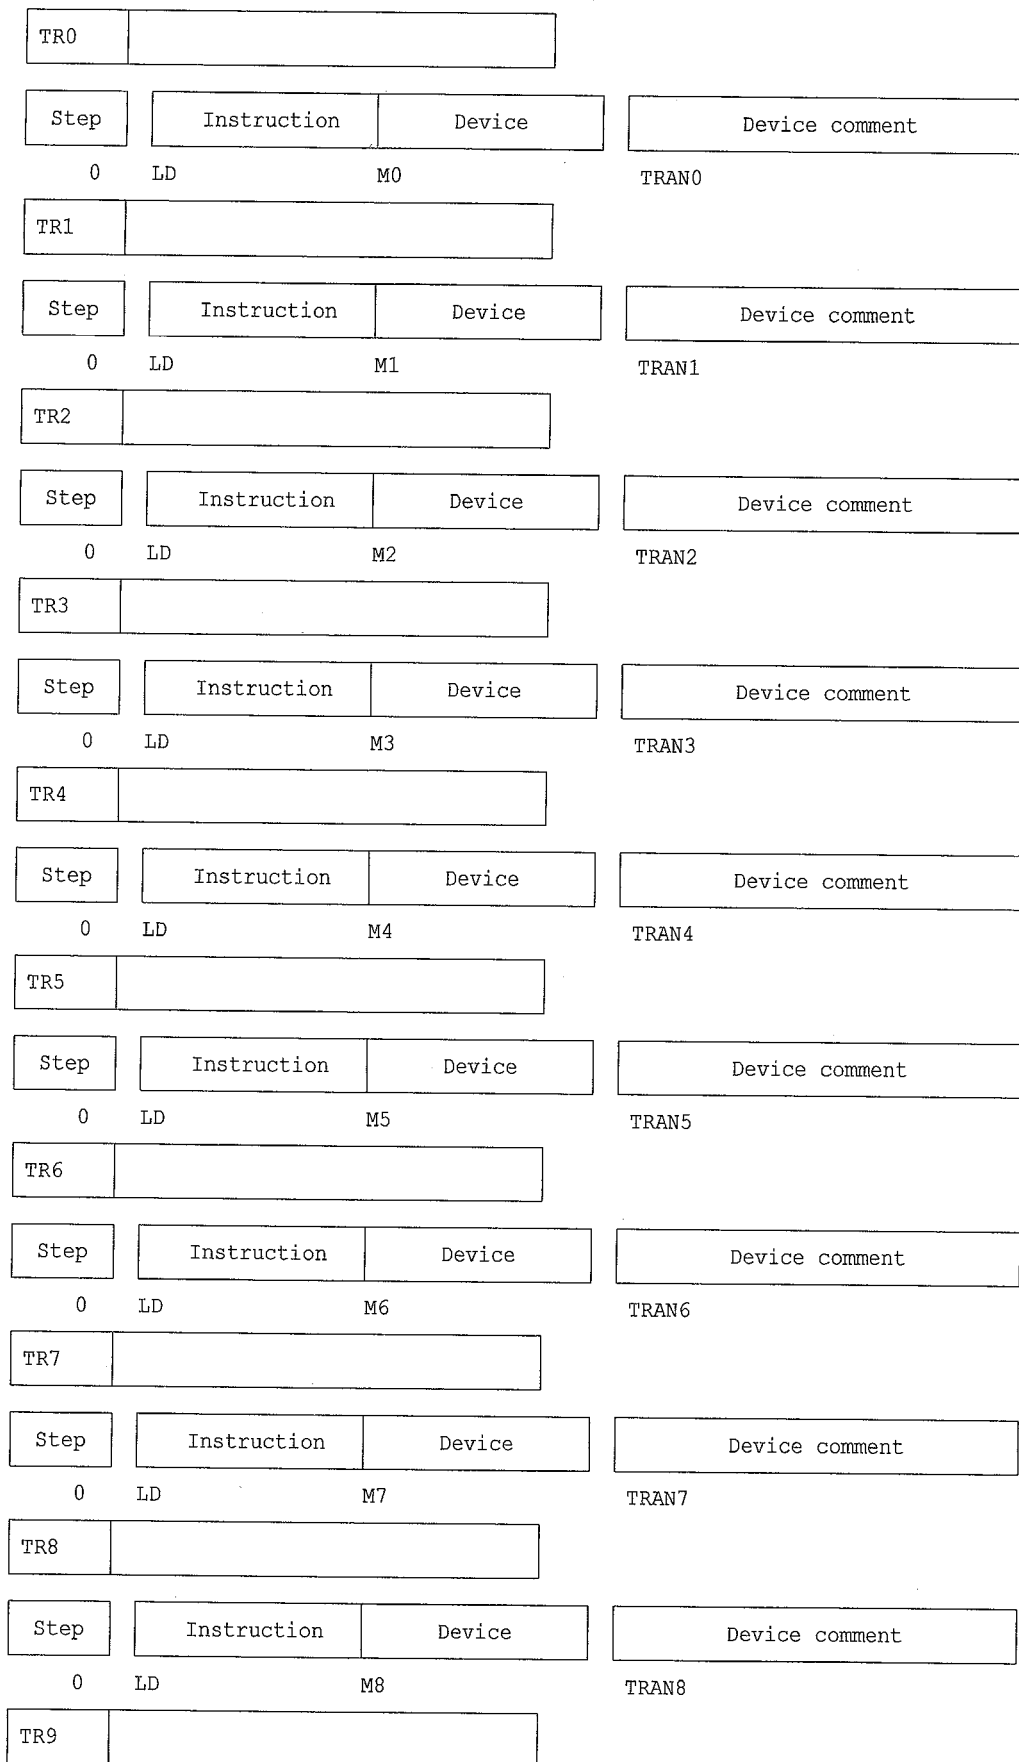 TR0
Step Instruction Device Device comment
0 LD M0 TRAN0
TR1
Step Instruction Device Device comment
0 LD M1 TRAN1
TR2
Step Instruction Device Device comment
0 LD M2 TRAN2
TR3
Step Instruction Device Device comment
0 LD M3 TRAN3
TR4
Step Instruction Device Device comment
0 LD M4 TRAN4
TR5
Step Instruction Device Device comment
0 LD M5 TRAN5
TR6
Step Instruction Device Device comment
0 LD M6 TRAN6
TR7
Step Instruction Device Device comment
0 LD M7 TRAN7
TR8
Step Instruction Device Device comment
0 LD M8 TRAN8
TR9